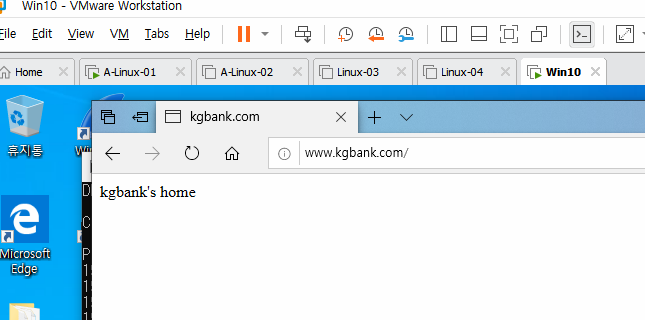 Win10 - VMware Workstation
File Edit View VM Tabs Help
Home A-Linux-01 A-Linux-02 Linux-03 Linux-04 Win10
휴지통
kgbank.com
www.kgbank.com/
kgbank's home
Microsoft
Edge